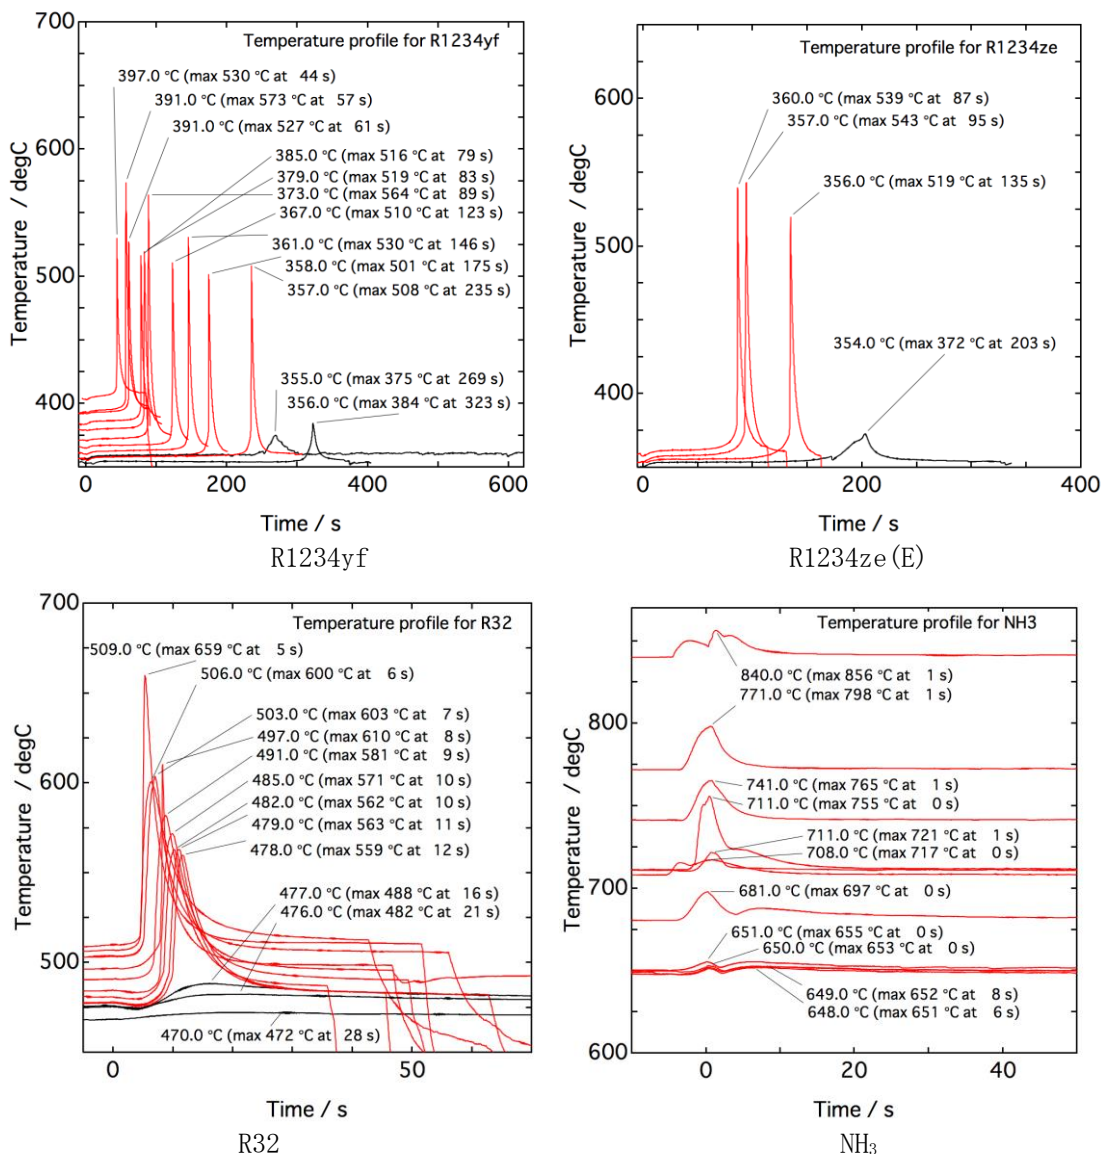 700
600
500
400
Temperature / degC
Temperature profile for R1234yf
397.0 °C (max 530 °C at 44 s)
391.0 °C (max 573 °C at 57 s)
391.0 °C (max 527 °C at 61 s)
385.0 °C (max 516 °C at 79 s)
379.0 °C (max 519 °C at 83 s)
373.0 °C (max 564 °C at 89 s)
367.0 °C (max 510 °C at 123 s)
361.0 °C (max 530 °C at 146 s)
358.0 °C (max 501 °C at 175 s)
357.0 °C (max 508 °C at 235 s)
355.0 °C (max 375 °C at 269 s)
356.0 °C (max 384 °C at 323 s)
0 200 400 600
Time / s
R1234yf
600
500
400
Temperature / degC
Temperature profile for R1234ze
360.0 °C (max 539 °C at 87 s)
357.0 °C (max 543 °C at 95 s)
356.0 °C (max 519 °C at 135 s)
354.0 °C (max 372 °C at 203 s)
0 200 400
Time / s
R1234ze(E)
700
600
500
Temperature / degC
Temperature profile for R32
509.0 °C (max 659 °C at 5 s)
506.0 °C (max 600 °C at 6 s)
503.0 °C (max 603 °C at 7 s)
497.0 °C (max 610 °C at 8 s)
491.0 °C (max 581 °C at 9 s)
485.0 °C (max 571 °C at 10 s)
482.0 °C (max 562 °C at 10 s)
479.0 °C (max 563 °C at 11 s)
478.0 °C (max 559 °C at 12 s)
477.0 °C (max 488 °C at 16 s)
476.0 °C (max 482 °C at 21 s)
470.0 °C (max 472 °C at 28 s)
0 50
Time / s
R32
800
700
600
Temperature / degC
Temperature profile for NH3
840.0 °C (max 856 °C at 1 s)
771.0 °C (max 798 °C at 1 s)
741.0 °C (max 765 °C at 1 s)
711.0 °C (max 755 °C at 0 s)
711.0 °C (max 721 °C at 1 s)
708.0 °C (max 717 °C at 0 s)
681.0 °C (max 697 °C at 0 s)
651.0 °C (max 655 °C at 0 s)
650.0 °C (max 653 °C at 0 s)
649.0 °C (max 652 °C at 8 s)
648.0 °C (max 651 °C at 6 s)
0 20 40
Time / s
NH₃